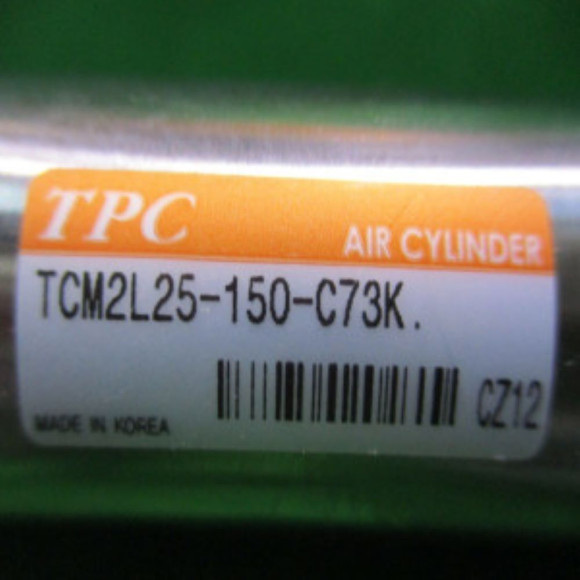 TPC
AIR CYLINDER
TCM2L25-150-C73K.
CZ12
MADE IN KOREA